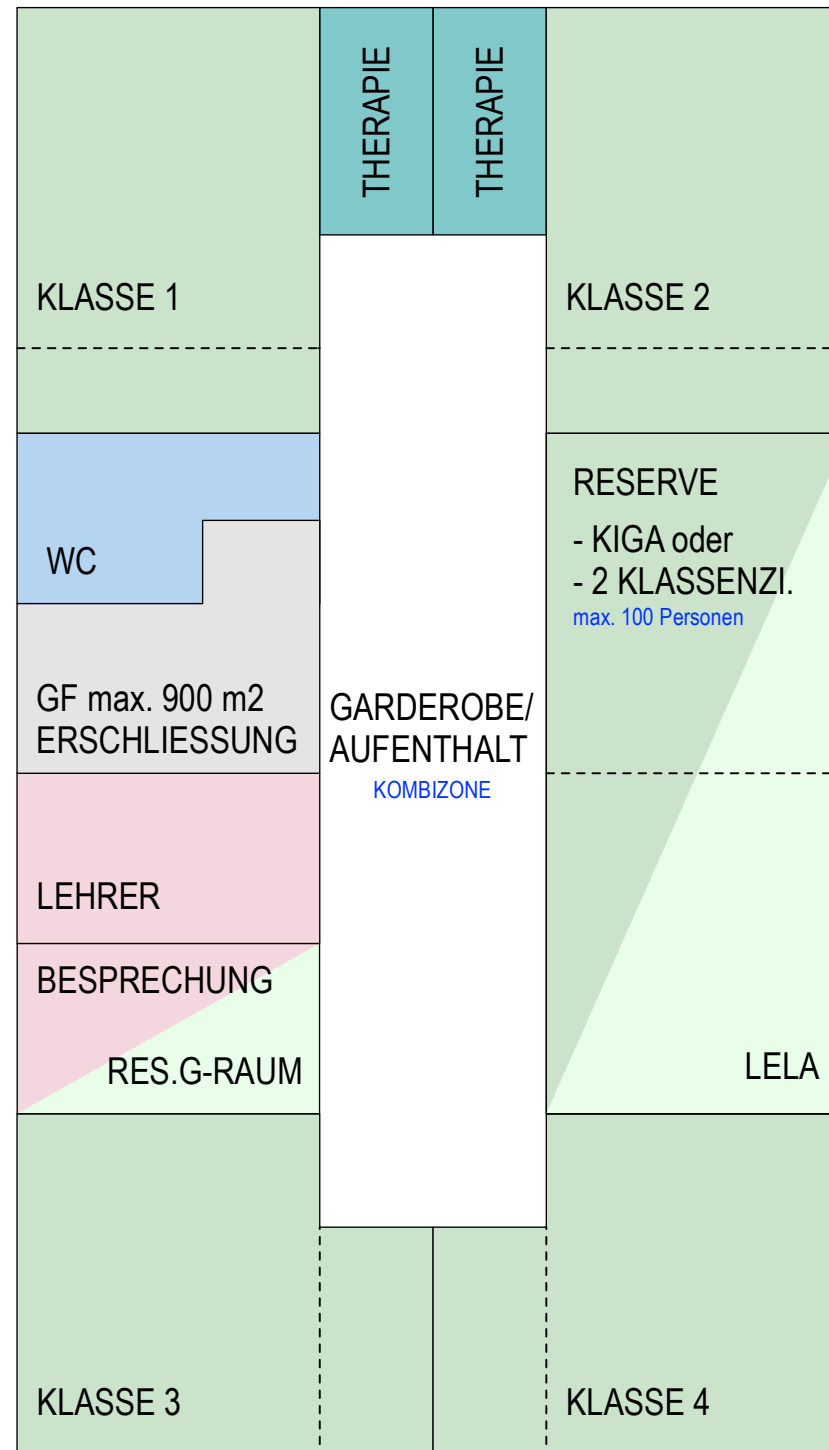 THERAPIE
THERAPIE
KLASSE 1
KLASSE 2
RESERVE
- KIGA oder
- 2 KLASSENZI.
max. 100 Personen
WC
GF max. 900 m2
ERSCHLIESSUNG
GARDEROBE/
AUFENTHALT
KOMBIZONE
LEHRER
BESPRECHUNG
RES.G-RAUM
LELA
KLASSE 3
KLASSE 4